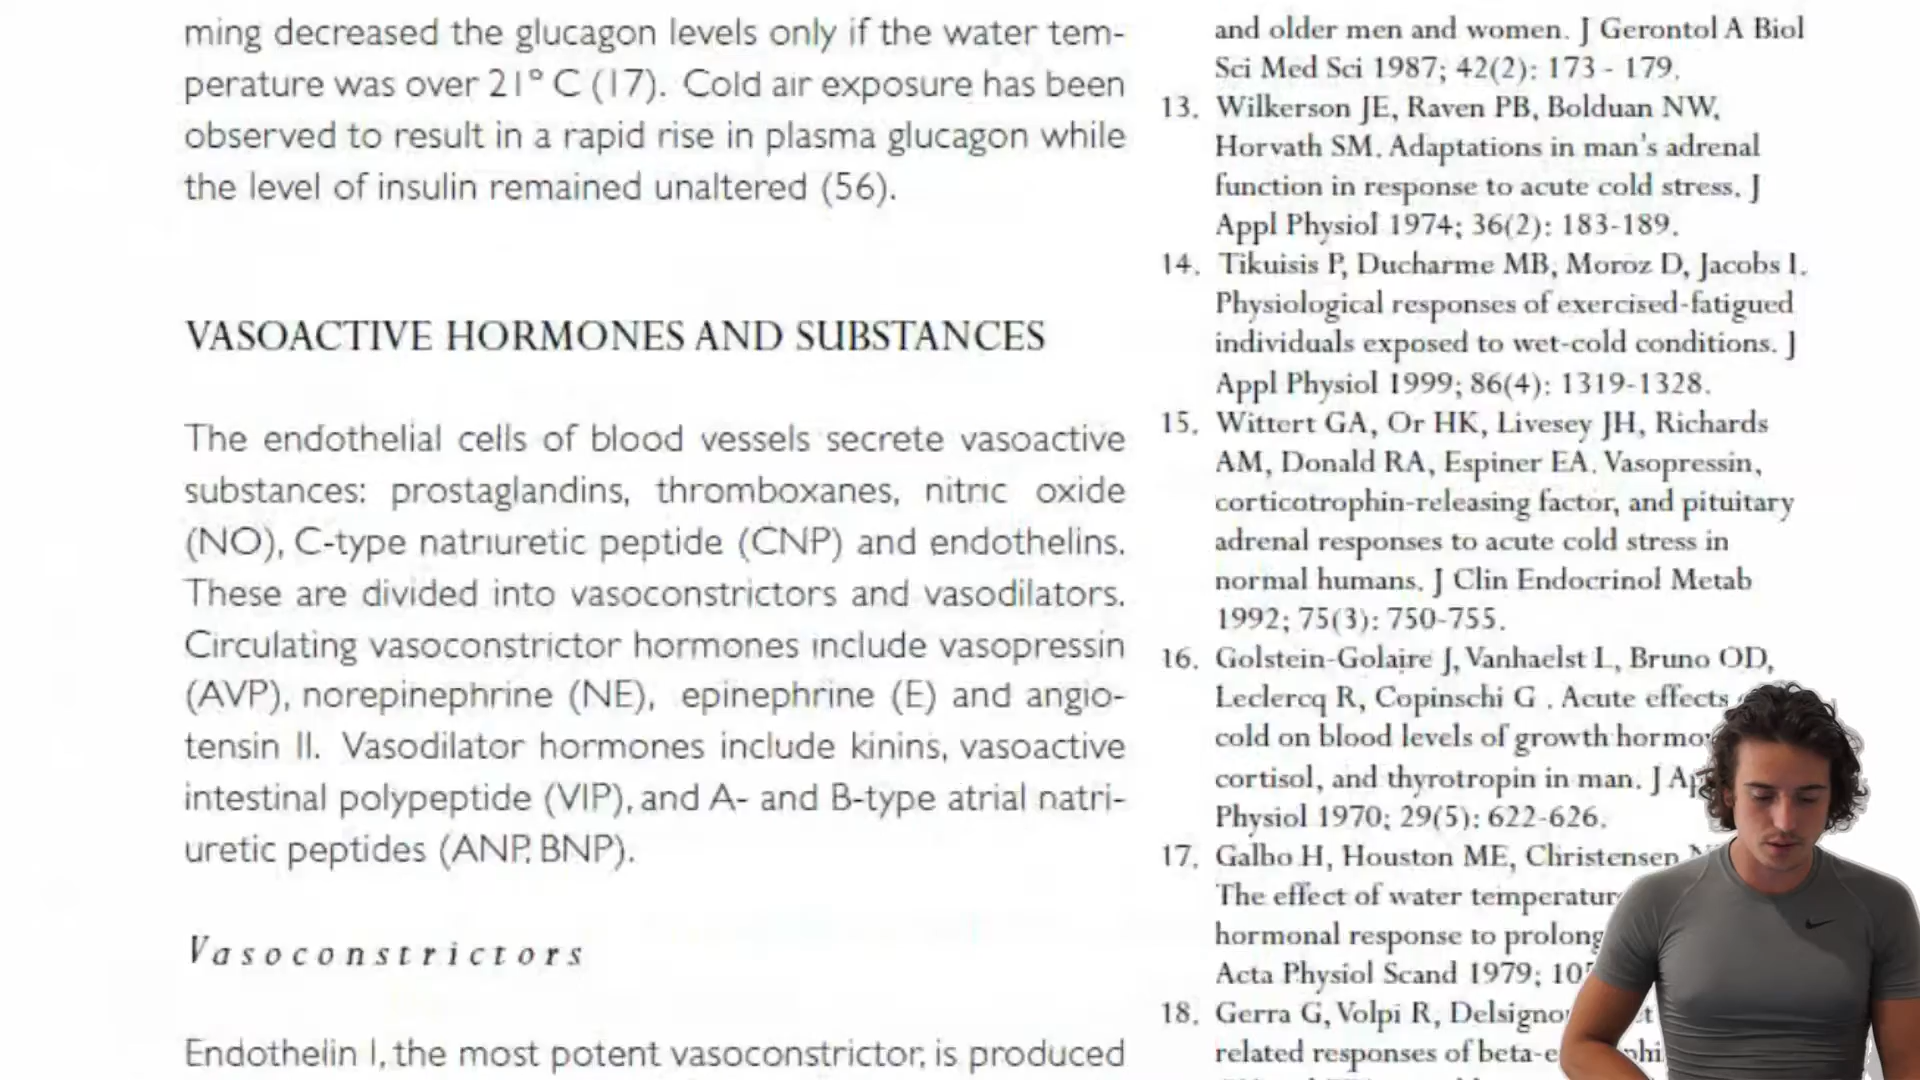 ming decreased the glucagon levels only if the water tem-
perature was over 21° C (17). Cold air exposure has been
observed to result in a rapid rise in plasma glucagon while
the level of insulin remained unaltered (56).
VASOACTIVE HORMONES AND SUBSTANCES
The endothelial cells of blood vessels secrete vasoactive
substances: prostaglandins, thromboxanes, nitric oxide
(NO), C-type natriuretic peptide (CNP) and endothelins.
These are divided into vasoconstrictors and vasodilators.
Circulating vasoconstrictor hormones include vasopressin
(AVP), norepinephrine (NE), epinephrine (E) and angio-
tensin II. Vasodilator hormones include kinins, vasoactive
intestinal polypeptide (VIP), and A- and B-type atrial natri-
uretic peptides (ANP, BNP).
Vasoconstrictors
Endothelin I, the most potent vasoconstrictor, is produced
and older men and women. J Gerontol A Biol
Sci Med Sci 1987; 42(2): 173 - 179.
13. Wilkerson JE, Raven PB, Bolduan NW,
Horvath SM. Adaptations in man's adrenal
function in response to acute cold stress. J
Appl Physiol 1974; 36(2): 183-189.
14. Tikuisis P, Ducharme MB, Moroz D, Jacobs I.
Physiological responses of exercised-fatigued
individuals exposed to wet-cold conditions. J
Appl Physiol 1999; 86(4): 1319-1328.
15. Wittert GA, Or HK, Livesey JH, Richards
AM, Donald RA, Espiner EA. Vasopressin,
corticotrophin-releasing factor, and pituitary
adrenal responses to acute cold stress in
normal humans. J Clin Endocrinol Metab
1992; 75(3): 750-755.
16. Golstein-Golaire J, Vanhaelst L, Bruno OD,
Leclercq R, Copinschi G . Acute effects
cold on blood levels of growth hormo
cortisol, and thyrotropin in man. J Ap
Physiol 1970; 29(5): 622-626.
17. Galbo H, Houston ME, Christensen N
The effect of water temperatur
hormonal response to prolong
Acta Physiol Scand 1979; 10
18. Gerra G, Volpi R, Delsigno
related responses of beta-e